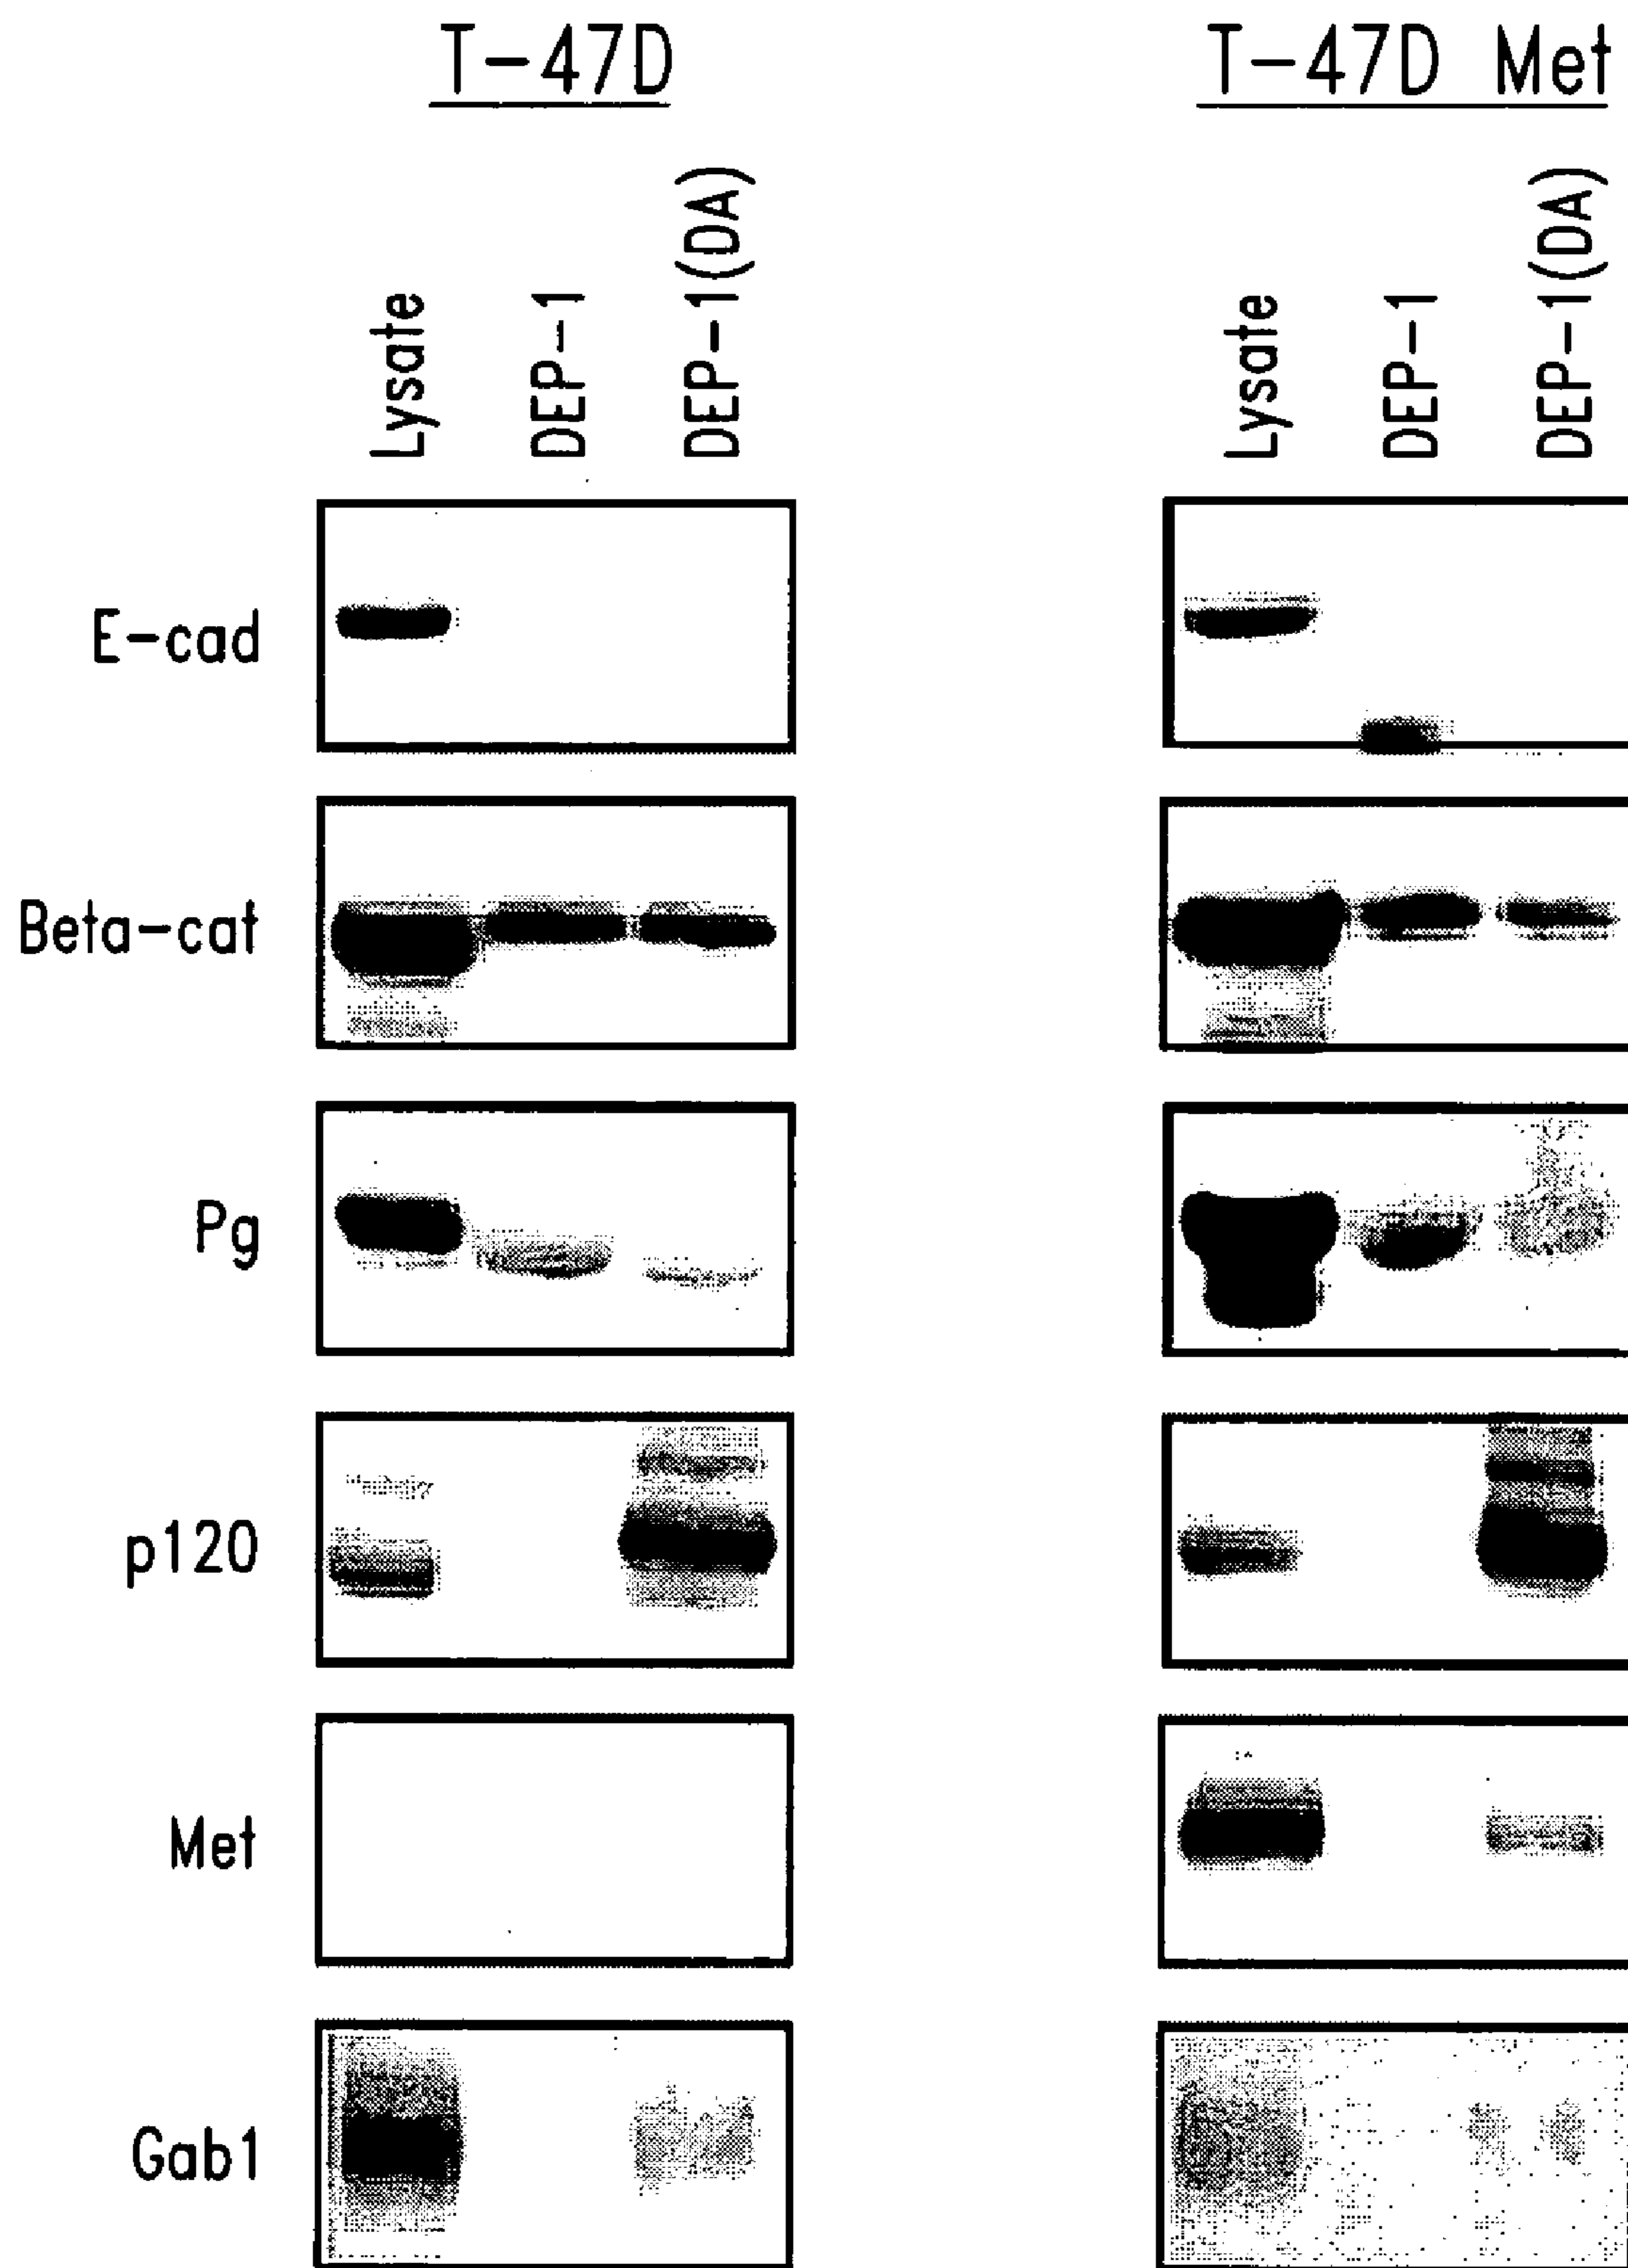 T-47D T-47D Met
Lysate DEP-1 DEP-1(DA) Lysate DEP-1 DEP-1(DA)
E-cad
Beta-cat
Pg
p120
Met
Gab1